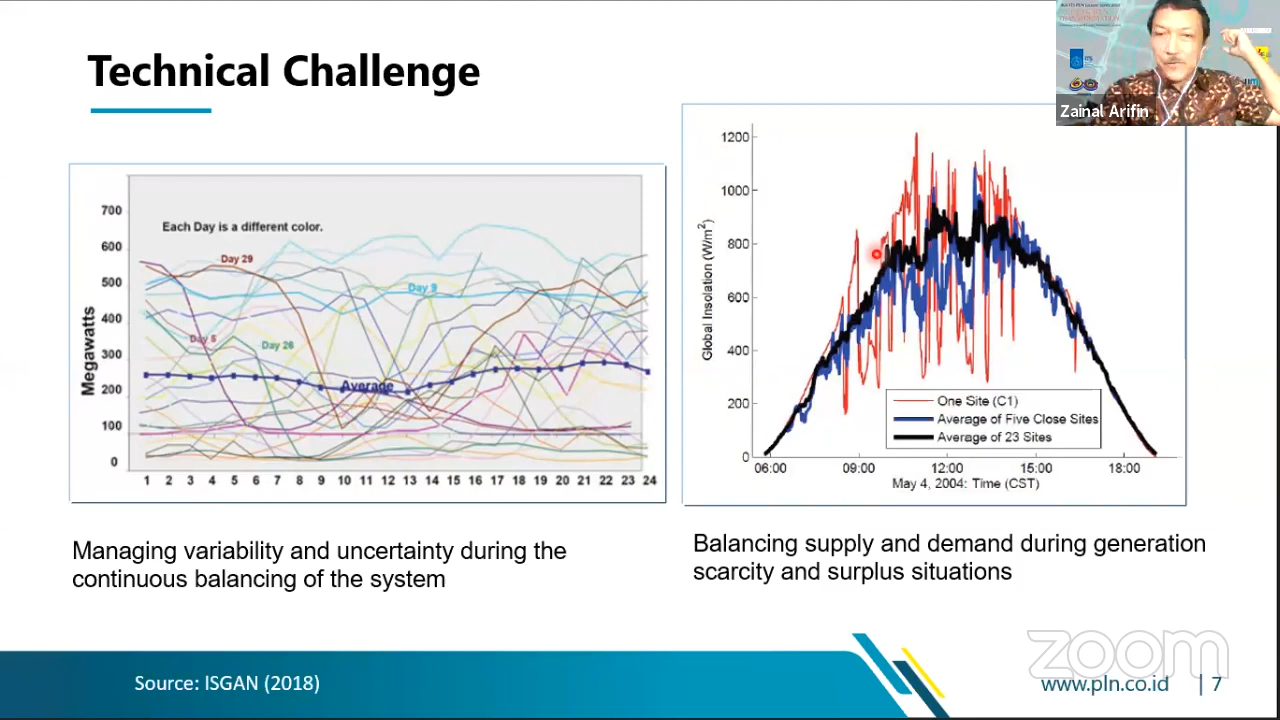 Technical Challenge
Zainal Arifin
Each Day is a different color.
Day 29
Day 9
Day 5
Day 26
Average
Megawatts
700
600
500
400
300
200
100
0
1 2 3 4 5 6 7 8 9 10 11 12 13 14 15 16 17 18 19 20 21 22 23 24
Global Insolation (W/m²)
1200
1000
800
600
400
200
0
One Site (C1)
Average of Five Close Sites
Average of 23 Sites
06:00 09:00 12:00 15:00 18:00
May 4, 2004: Time (CST)
Managing variability and uncertainty during the
continuous balancing of the system
Balancing supply and demand during generation
scarcity and surplus situations
zoom
Source: ISGAN (2018)
www.pln.co.id | 7